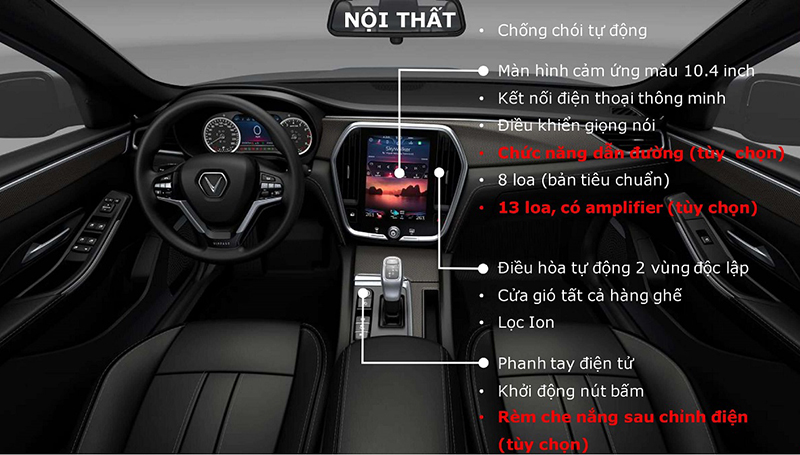 NỘI THẤT
Chống chói tự động
Màn hình cảm ứng màu 10.4 inch
Kết nối điện thoại thông minh
Điều khiển giọng nói
Chức năng dẫn đường (tùy chọn)
8 loa (bản tiêu chuẩn)
13 loa, có amplifier (tùy chọn)
Điều hòa tự động 2 vùng độc lập
Cửa gió tất cả hàng ghế
Lọc Ion
Phanh tay điện tử
Khởi động nút bấm
Rèm che nắng sau chỉnh điện
(tùy chọn)
Skywalker
VINFAST